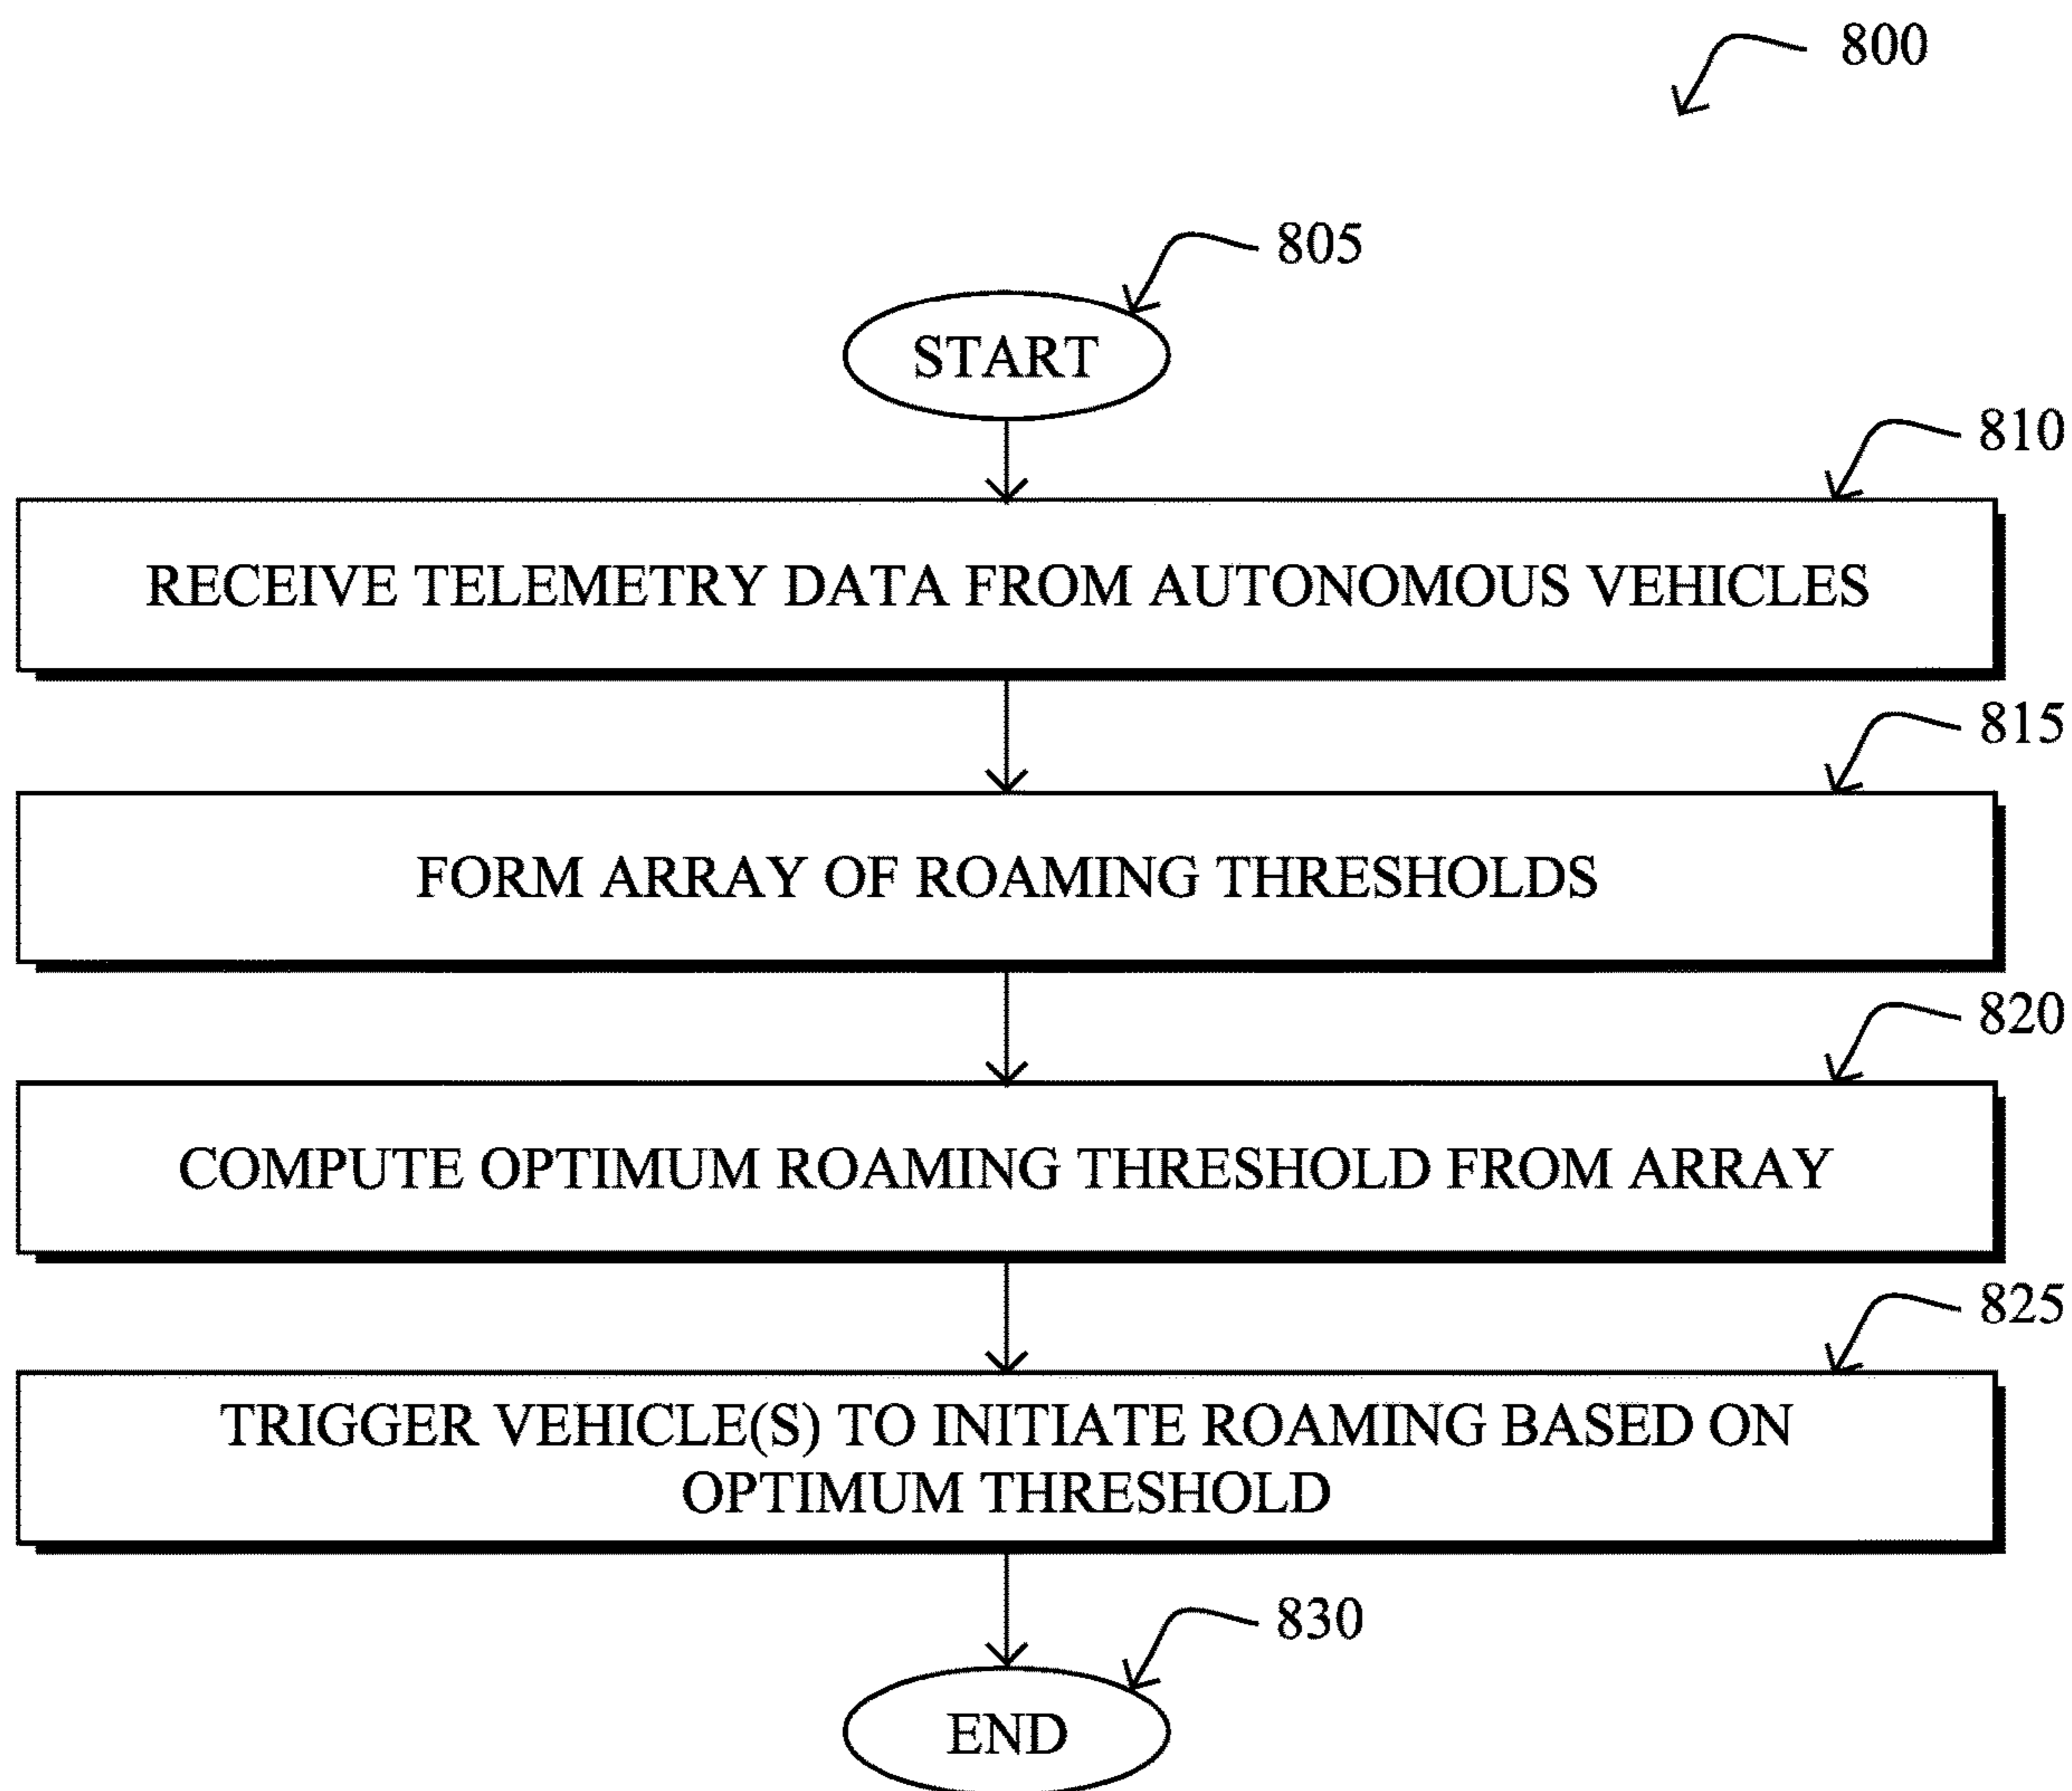 800
805
START
810
RECEIVE TELEMETRY DATA FROM AUTONOMOUS VEHICLES
815
FORM ARRAY OF ROAMING THRESHOLDS
820
COMPUTE OPTIMUM ROAMING THRESHOLD FROM ARRAY
825
TRIGGER VEHICLE(S) TO INITIATE ROAMING BASED ON
OPTIMUM THRESHOLD
830
END